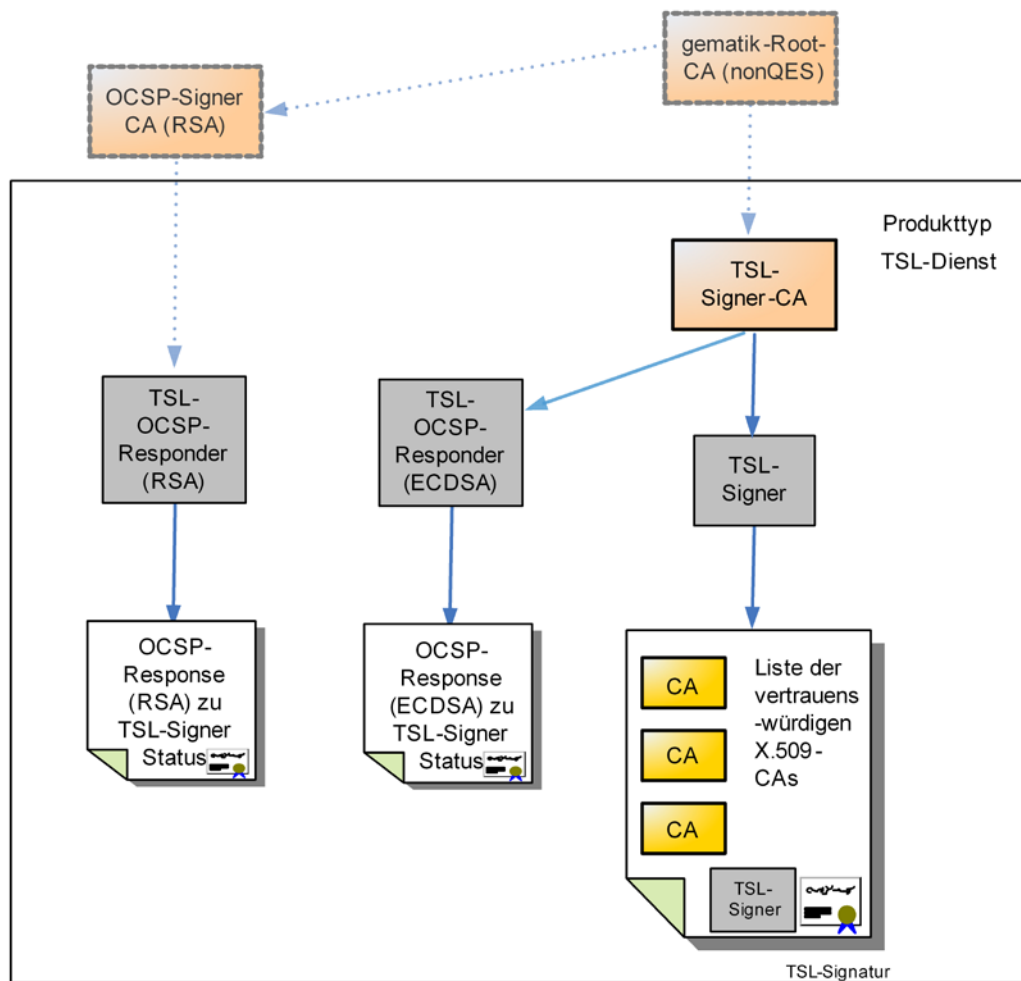 gematik-Root-
CA (nonQES)
OCSP-Signer
CA (RSA)
Produkttyp
TSL-Dienst
TSL-
Signer-CA
TSL-
OCSP-
Responder
(RSA)
TSL-
OCSP-
Responder
(ECDSA)
TSL-
Signer
OCSP-
Response
(RSA) zu
TSL-Signer
Status
OCSP-
Response
(ECDSA) zu
TSL-Signer
Status
CA
CA
CA
Liste der
vertrauens
-würdigen
X.509-
CAs
TSL-
Signer
TSL-Signatur